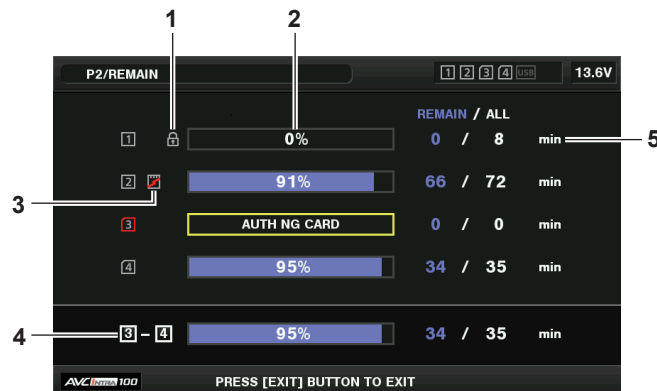 1 2
P2/REMAIN 1 2 3 4 USB 13.6V
REMAIN / ALL
1 0% 0 / 8 min 5
2 91% 66 / 72 min
3
3 AUTH NG CARD 0 / 0 min
4 95% 34 / 35 min
4 3 – 4 95% 34 / 35 min
AVC INTRA 100 PRESS [EXIT] BUTTON TO EXIT